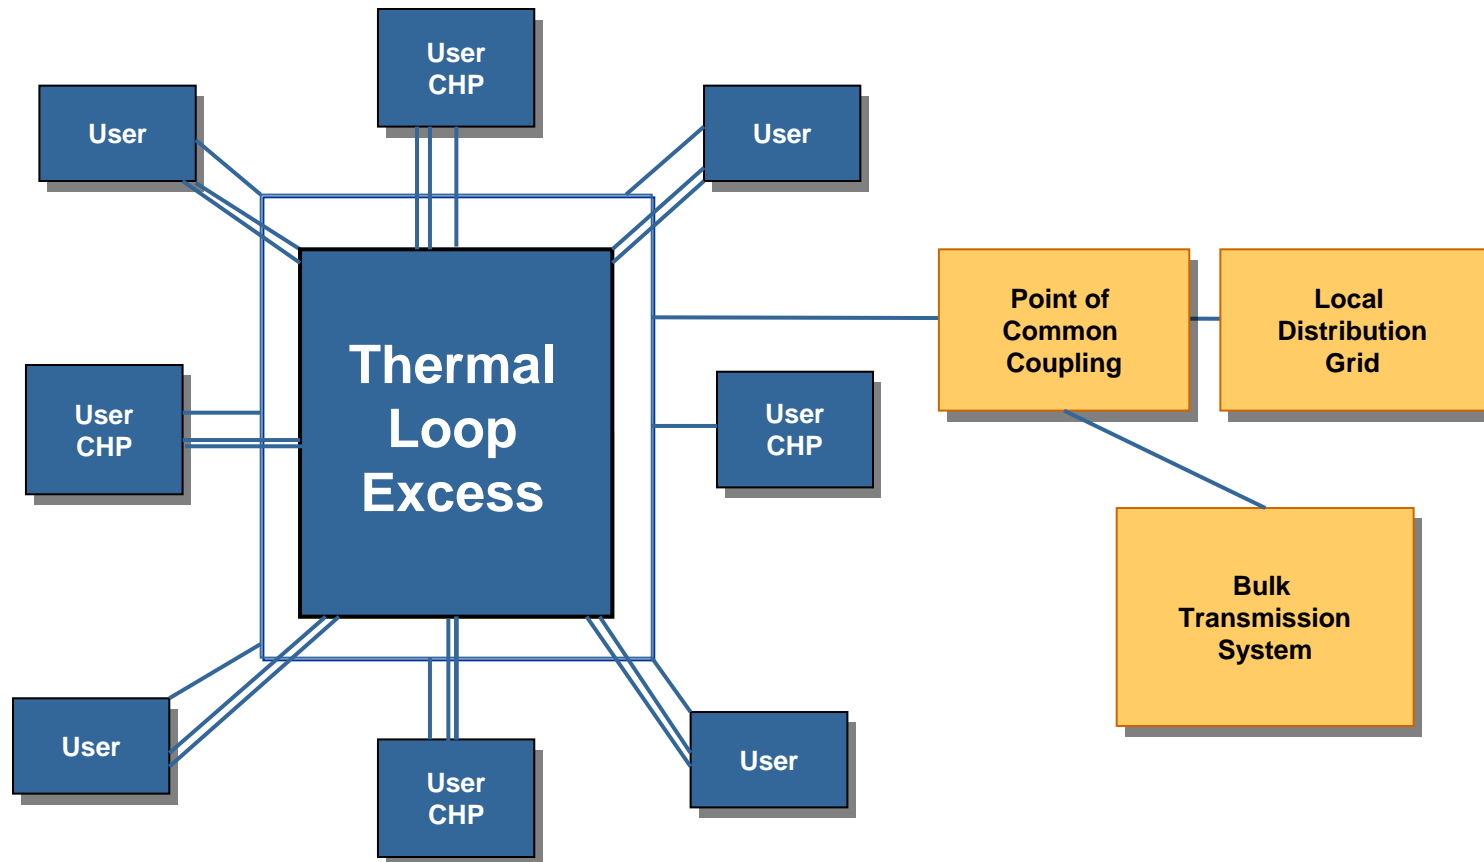 User
CHP
User
User
Thermal
Loop
Excess
Point of
Common
Coupling
Local
Distribution
Grid
User
CHP
User
CHP
Bulk
Transmission
System
User
User
CHP
User